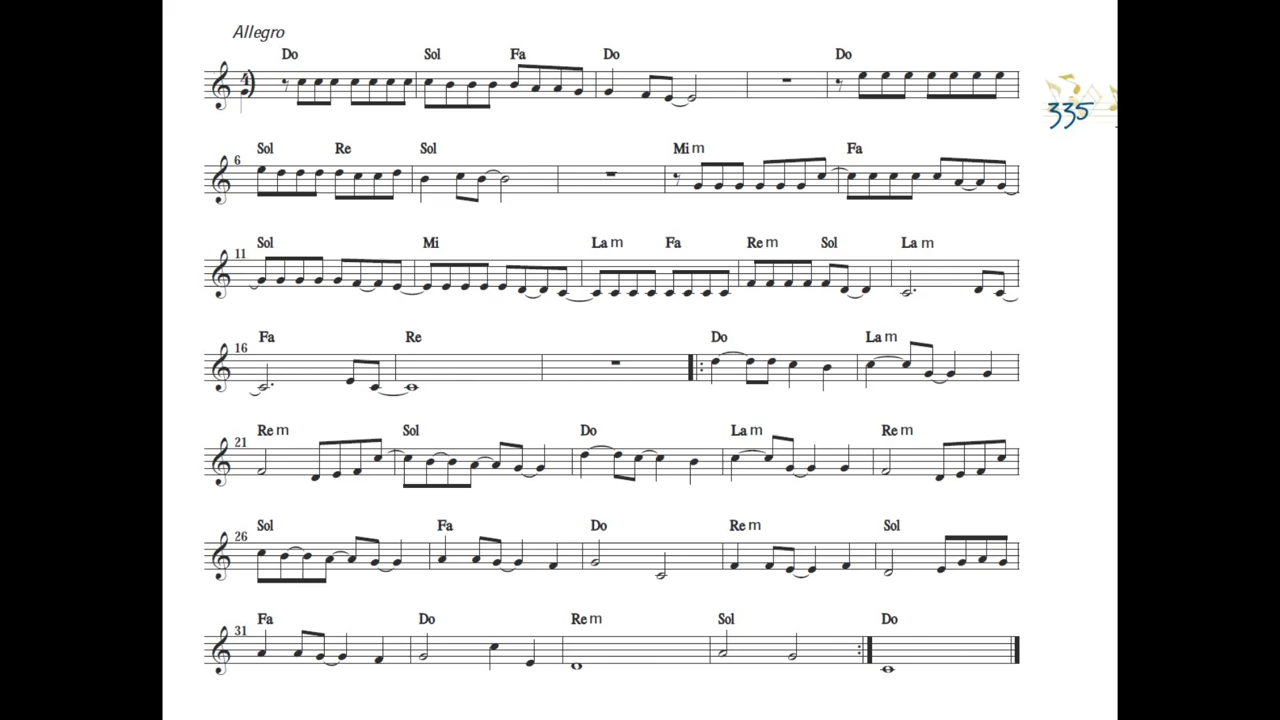 Allegro
Do Sol Fa Do Do
335
6 Sol Re Sol Mi m Fa
11 Sol Mi La m Fa Re m Sol La m
16 Fa Re Do La m
21 Re m Sol Do La m Re m
26 Sol Fa Do Re m Sol
31 Fa Do Re m Sol Do